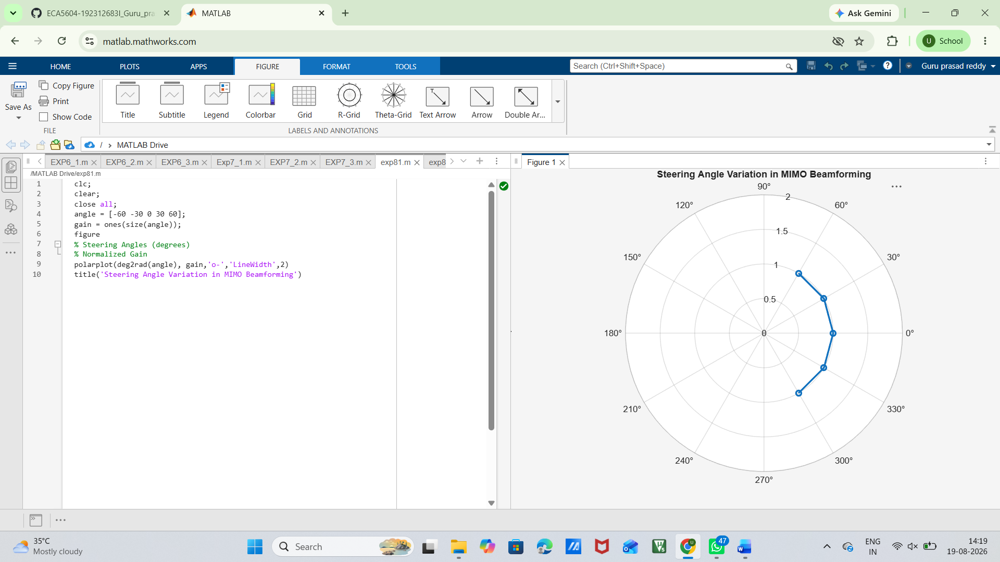 ECA5604-192312683I_Guru_pra
MATLAB
Ask Gemini
matlab.mathworks.com
U School
HOME PLOTS APPS FIGURE FORMAT TOOLS
Search (Ctrl+Shift+Space)
Guru prasad reddy
Save As
Copy Figure
Print
Show Code
FILE
Title Subtitle Legend Colorbar Grid R-Grid Theta-Grid Text Arrow Arrow Double Ar...
LABELS AND ANNOTATIONS
/ › MATLAB Drive
EXP6_1.m EXP6_2.m EXP6_3.m Exp7_1.m EXP7_2.m EXP7_3.m exp81.m exp8
/MATLAB Drive/exp81.m
1 clc;
2 clear;
3 close all;
4 angle = [-60 -30 0 30 60];
5 gain = ones(size(angle));
6 figure
7 % Steering Angles (degrees)
8 % Normalized Gain
9 polarplot(deg2rad(angle), gain,'o-','LineWidth',2)
10 title('Steering Angle Variation in MIMO Beamforming')
Figure 1
Steering Angle Variation in MIMO Beamforming
90°
2
120° 60°
1.5
150° 30°
1
0.5
180° 0 0°
210° 330°
240° 300°
270°
35°C
Mostly cloudy
Search
47
ENG
IN
14:19
19-08-2026